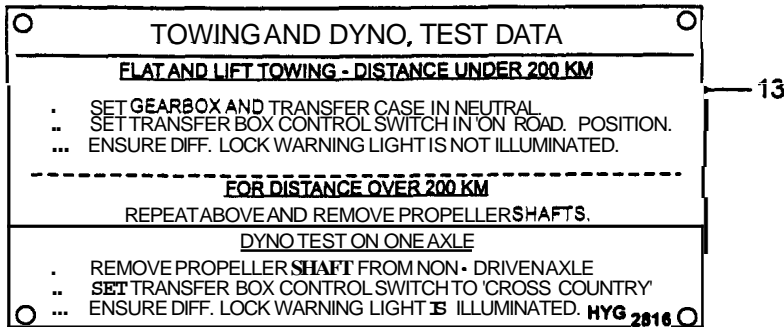 TOWING AND DYNO, TEST DATA
FLAT AND LIFT TOWING - DISTANCE UNDER 200 KM
. SET GEARBOX AND TRANSFER CASE IN NEUTRAL
.. SET TRANSFER BOX CONTROL SWITCH IN 'ON ROAD. POSITION.
... ENSURE DIFF. LOCK WARNING LIGHT IS NOT ILLUMINATED.
13
FOR DISTANCE OVER 200 KM
REPEAT ABOVE AND REMOVE PROPELLER SHAFTS.
DYNO TEST ON ONE AXLE
. REMOVE PROPELLER SHAFT FROM NON - DRIVEN AXLE
.. SET TRANSFER BOX CONTROL SWITCH TO 'CROSS COUNTRY'
... ENSURE DIFF. LOCK WARNING LIGHT IS ILLUMINATED. HYG 2816